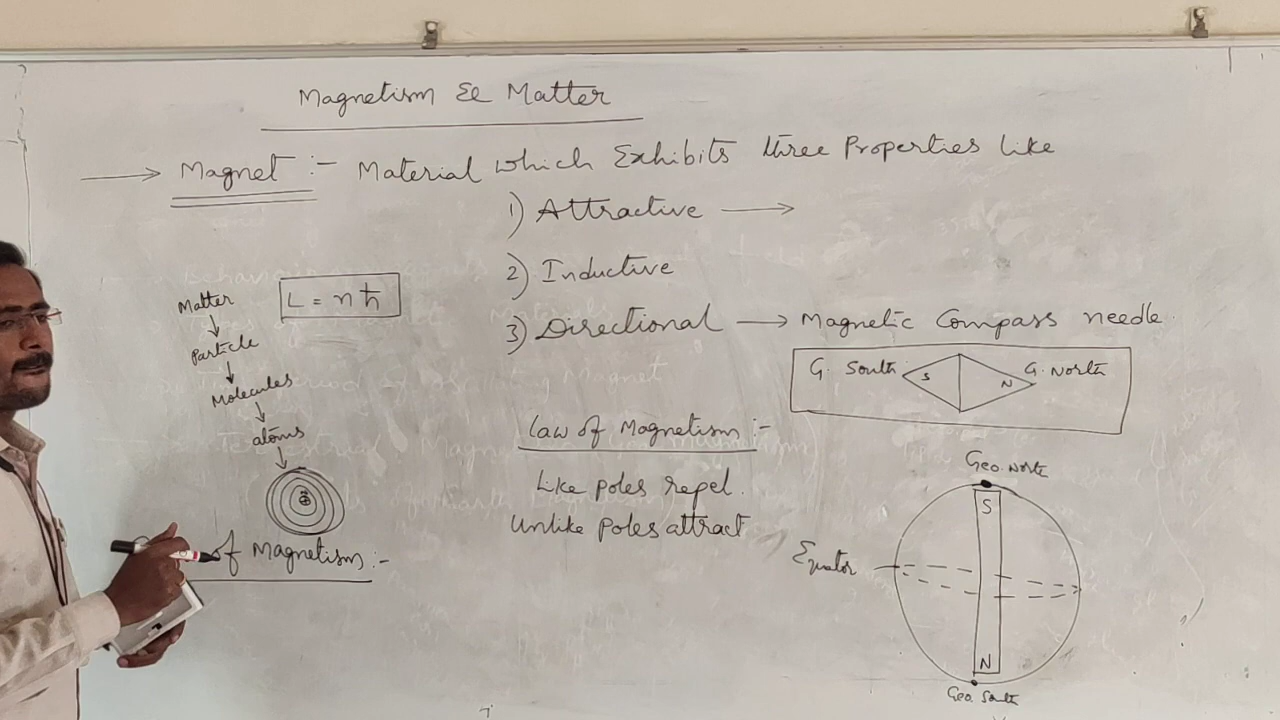 Magnetism & Matter
→ Magnet :- Material which Exhibits three Properties like
1) Attractive →
2) Inductive
3) Directional → Magnetic Compass needle.
G. South S N G. North
Matter
Particle
Molecules
atoms
L = nħ
of Magnetism :-
Law of Magnetism :-
Like poles repel.
Unlike poles attract
Geo. North
S
Equator
N
Geo. South